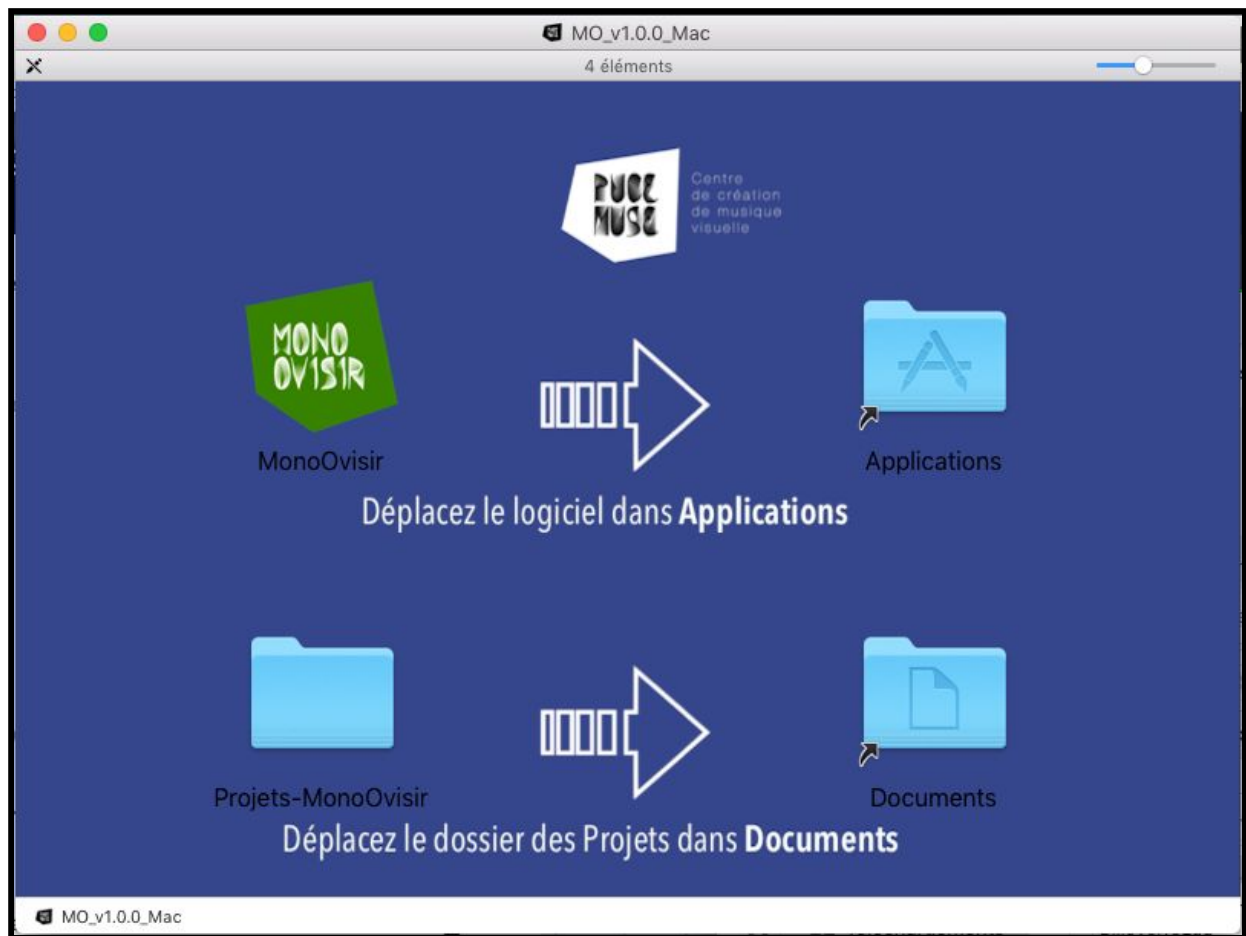 MO_v1.0.0_Mac
4 éléments
PUCE
MUSE
Centre
de création
de musique
visuelle
MONO
OVISIR
MonoOvisir
Applications
Déplacez le logiciel dans Applications
Projets-MonoOvisir
Documents
Déplacez le dossier des Projets dans Documents
MO_v1.0.0_Mac